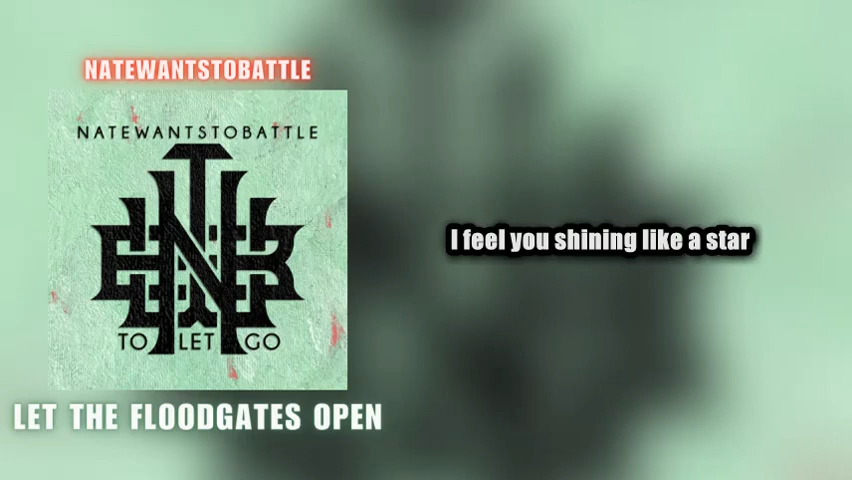 NATEWANTSTOBATTLE
NATEWANTSTOBATTLE
TO LET GO
LET THE FLOODGATES OPEN
I feel you shining like a star